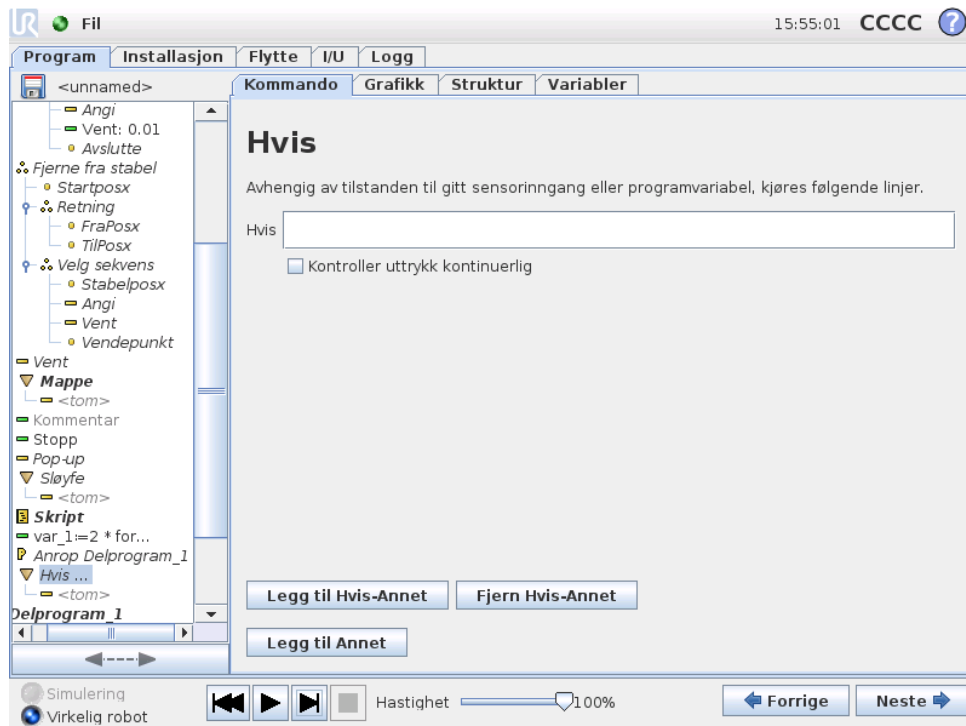 UR Fil 15:55:01 CCCC ?
Program Installasjon Flytte I/U Logg
<unnamed>
Kommando Grafikk Struktur Variabler
Angi
Vent: 0.01
Avslutte
Fjerne fra stabel
Startposx
Retning
FraPosx
TilPosx
Velg sekvens
Stabelposx
Angi
Vent
Vendepunkt
Vent
Mappe
<tom>
Kommentar
Stopp
Pop-up
Sløyfe
<tom>
Skript
var_1:=2 * for...
Anrop Delprogram_1
Hvis ...
<tom>
Delprogram_1
Hvis
Avhengig av tilstanden til gitt sensorinngang eller programvariabel, kjøres følgende linjer.
Hvis
Kontroller uttrykk kontinuerlig
Legg til Hvis-Annet Fjern Hvis-Annet
Legg til Annet
Simulering
Virkelig robot
Hastighet 100%
Forrige Neste